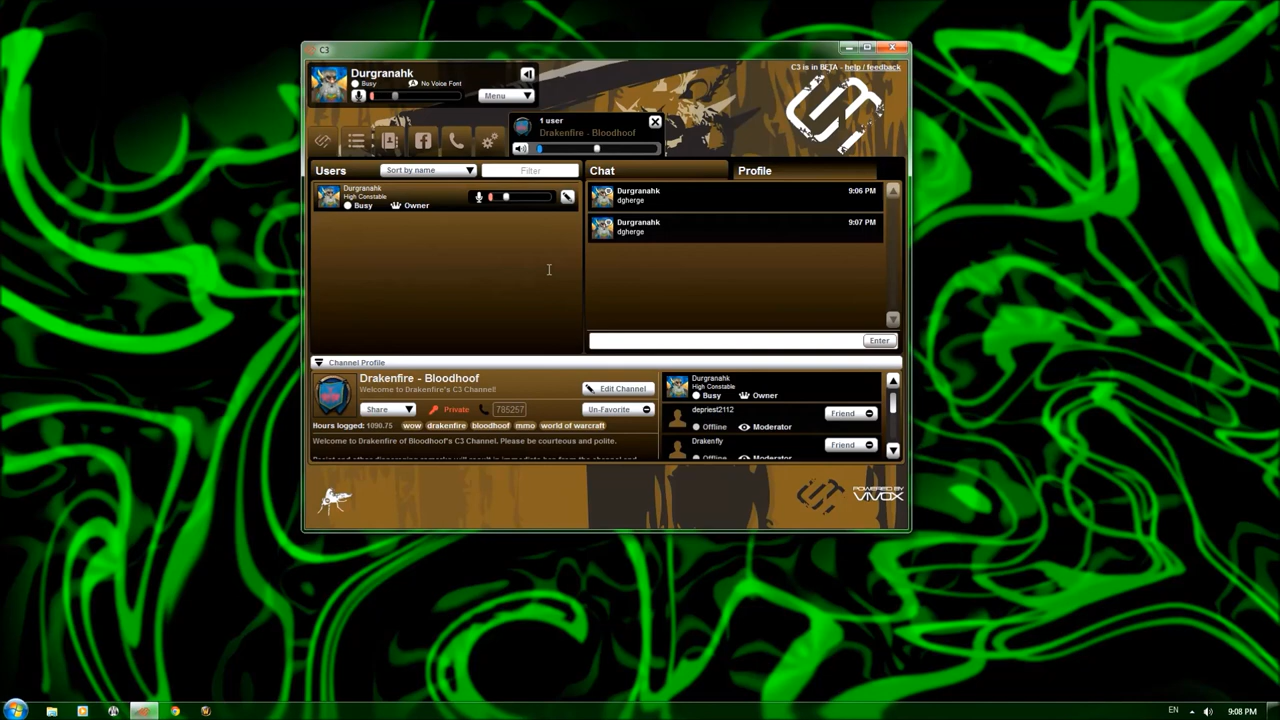 C3
Durgranahk
Busy
No Voice Font
Menu
C3 is in BETA - help / feedback
1 user
Drakenfire - Bloodhoof
Users
Sort by name
Filter
Durgranahk
High Constable
Busy
Owner
Chat
Profile
Durgranahk
9:06 PM
dgherge
Durgranahk
9:07 PM
dgherge
Enter
Channel Profile
Drakenfire - Bloodhoof
Welcome to Drakenfire's C3 Channel!
Edit Channel
Share
Private
785257
Un-Favorite
Hours logged: 1090.75
wow
drakenfire
bloodhoof
mmo
world of warcraft
Welcome to Drakenfire of Bloodhoof's C3 Channel. Please be courteous and polite.
Durgranahk
High Constable
Busy
Owner
depriest2112
Friend
Offline
Moderator
Drakenfly
Friend
Offline
Moderator
POWERED BY
VIVOX
EN
9:08 PM